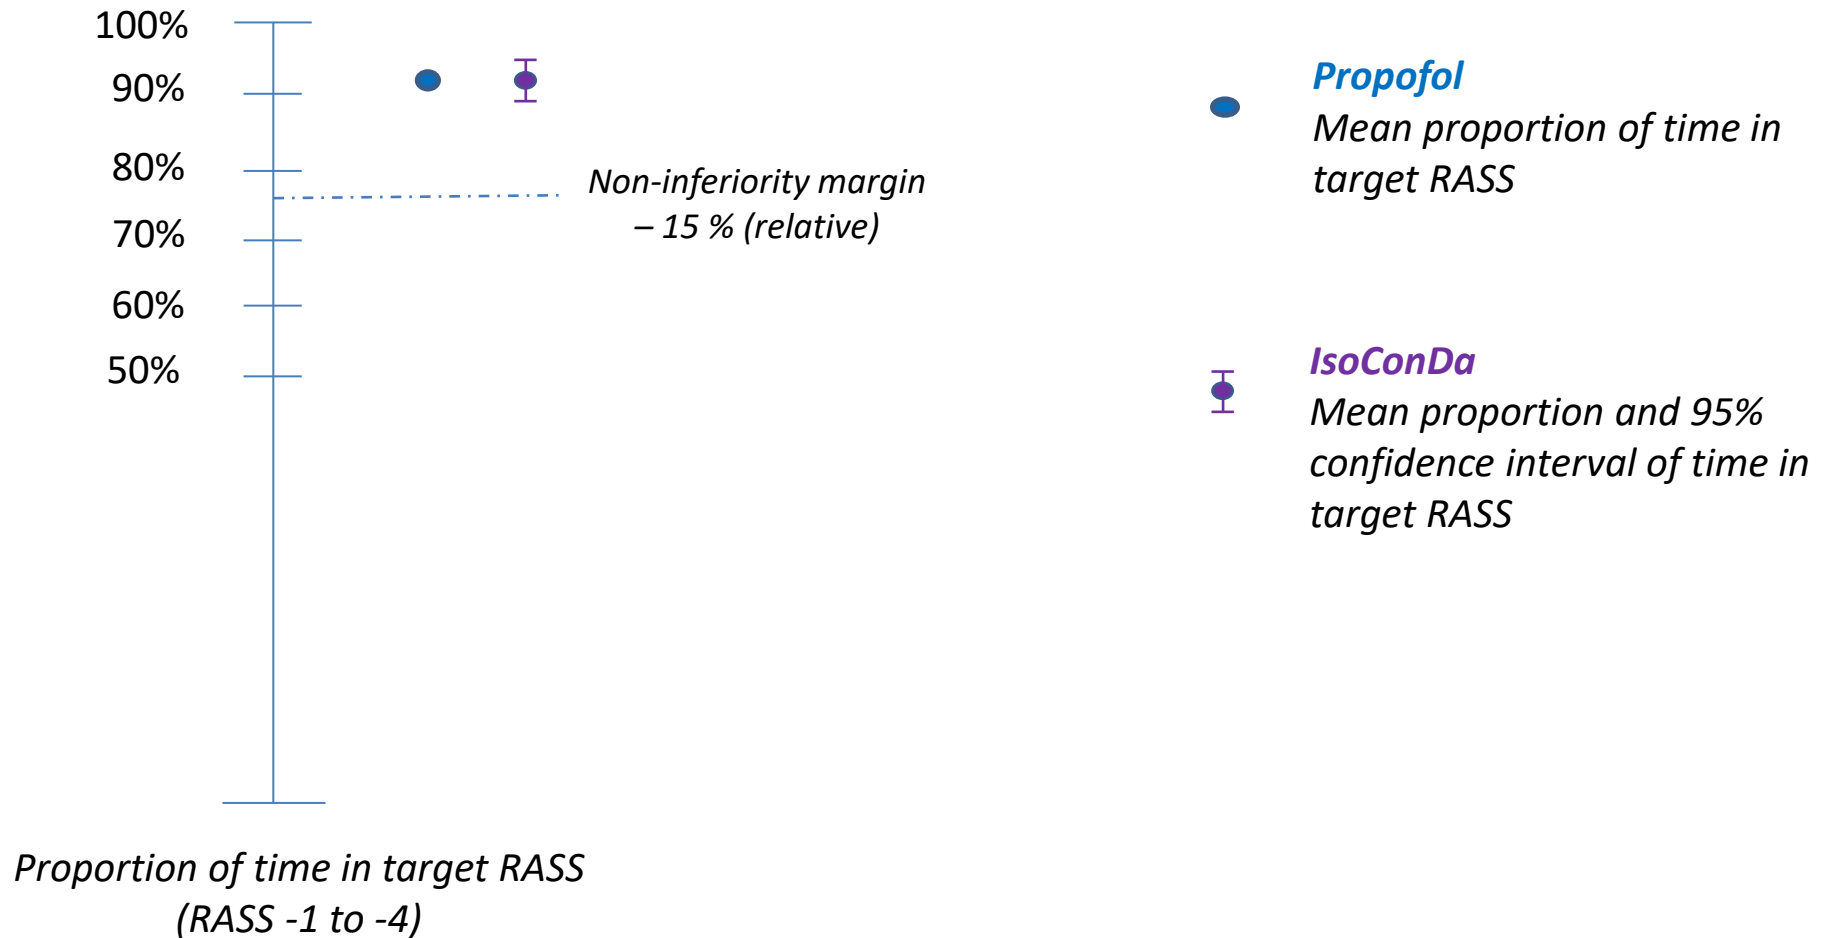 100%
90%
80%
70%
60%
50%
Non-inferiority margin
– 15 % (relative)
Proportion of time in target RASS
(RASS -1 to -4)
Propofol
Mean proportion of time in
target RASS
IsoConDa
Mean proportion and 95%
confidence interval of time in
target RASS